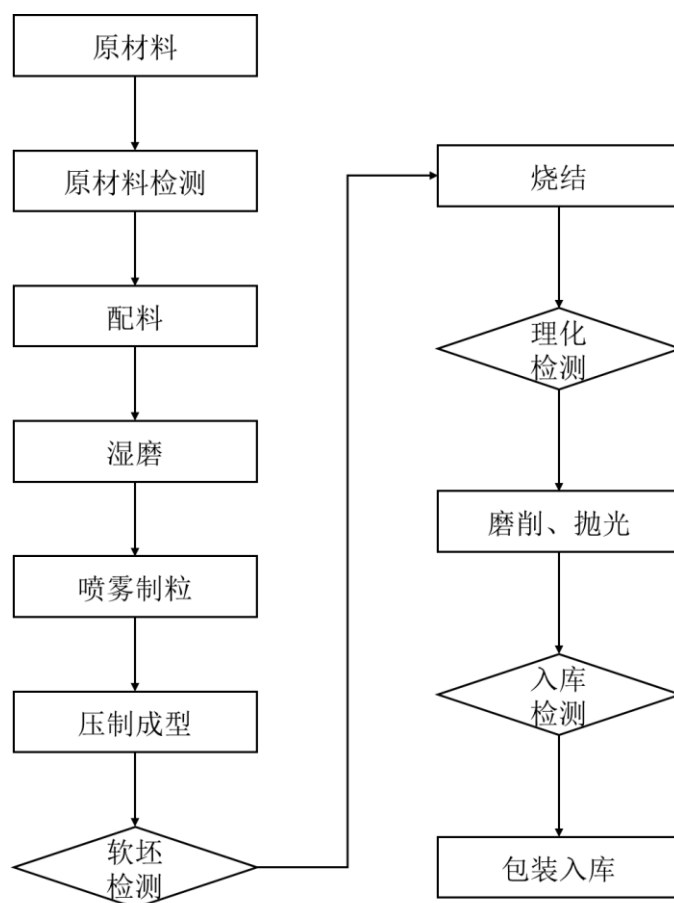 原材料
原材料检测
配料
湿磨
喷雾制粒
压制成型
软坯
检测
烧结
理化
检测
磨削、抛光
入库
检测
包装入库